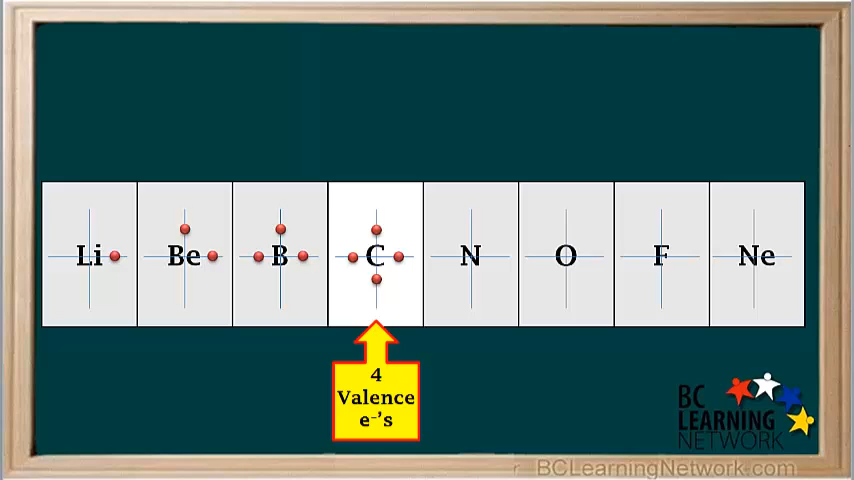 Li Be B C N O F Ne
4
Valence
e⁻'s
BC
LEARNING
NETWORK
BCLearningNetwork.com